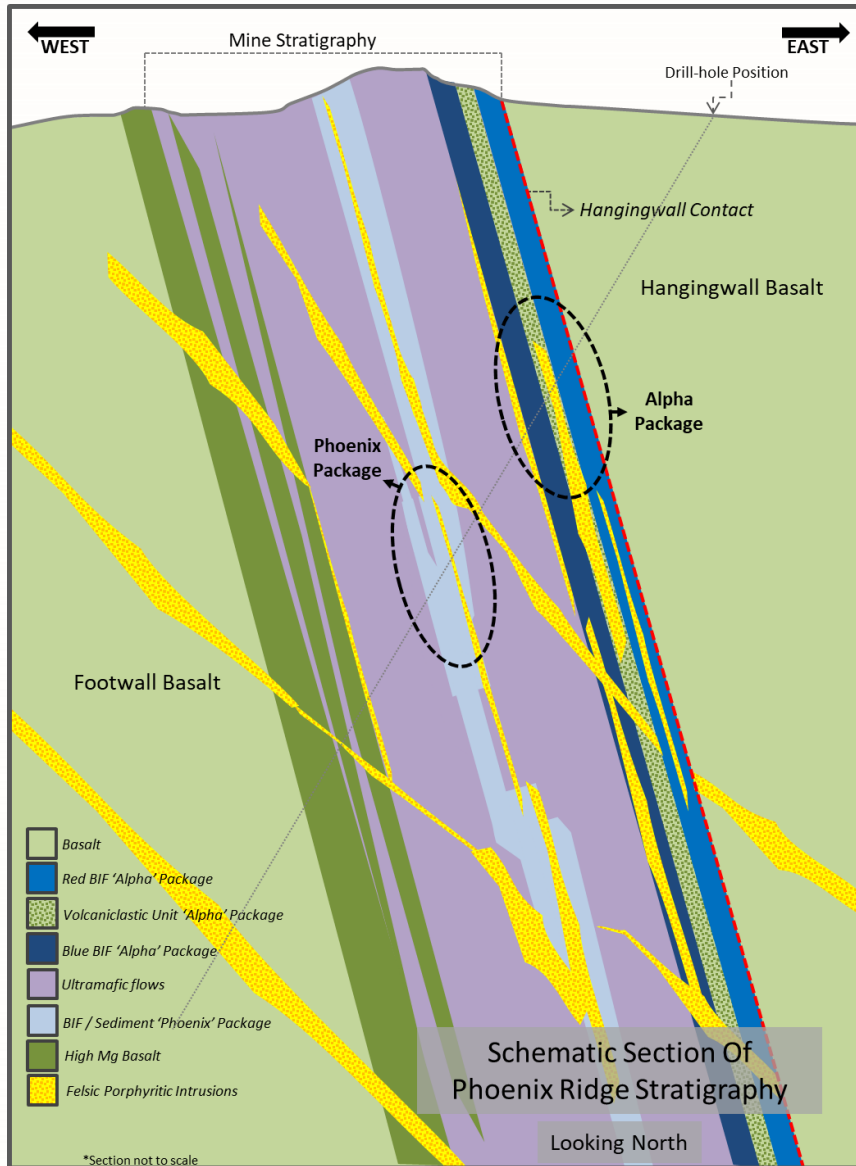 WEST
Mine Stratigraphy
EAST
Drill-hole Position
Hangingwall Contact
Hangingwall Basalt
Alpha
Package
Phoenix
Package
Footwall Basalt
Basalt
Red BIF ‘Alpha’ Package
Volcaniclastic Unit ‘Alpha’ Package
Blue BIF ‘Alpha’ Package
Ultramafic flows
BIF / Sediment ‘Phoenix’ Package
High Mg Basalt
Felsic Porphyritic Intrusions
Schematic Section Of
Phoenix Ridge Stratigraphy
Looking North
*Section not to scale